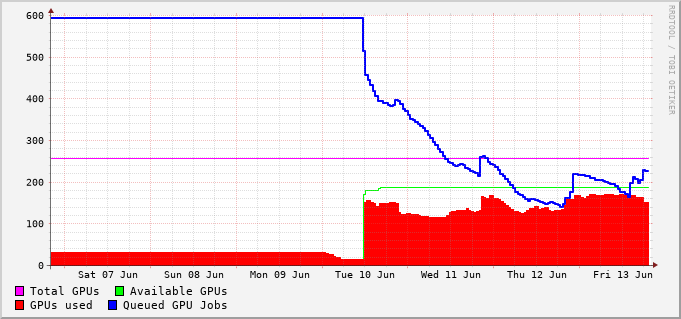 600
500
400
300
200
100
0
Sat 07 Jun Sun 08 Jun Mon 09 Jun Tue 10 Jun Wed 11 Jun Thu 12 Jun Fri 13 Jun
Total GPUs Available GPUs
GPUs used Queued GPU Jobs
RRDTOOL / TOBI OETIKER